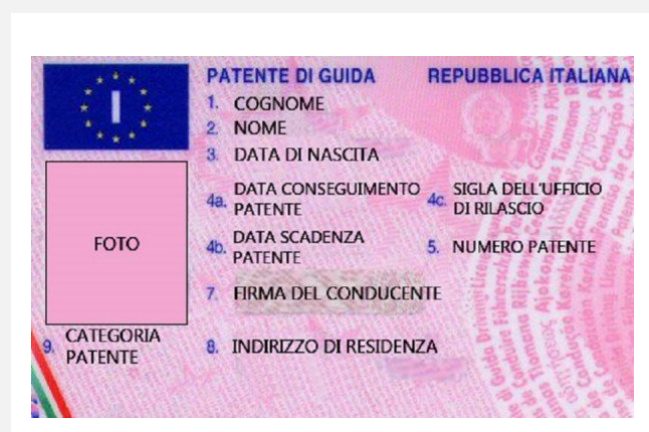 PATENTE DI GUIDA REPUBBLICA ITALIANA
I
1. COGNOME
2. NOME
3. DATA DI NASCITA
4a. DATA CONSEGUIMENTO
PATENTE
4c. SIGLA DELL'UFFICIO
DI RILASCIO
FOTO
4b. DATA SCADENZA
PATENTE
5. NUMERO PATENTE
7. FIRMA DEL CONDUCENTE
9. CATEGORIA
PATENTE
8. INDIRIZZO DI RESIDENZA